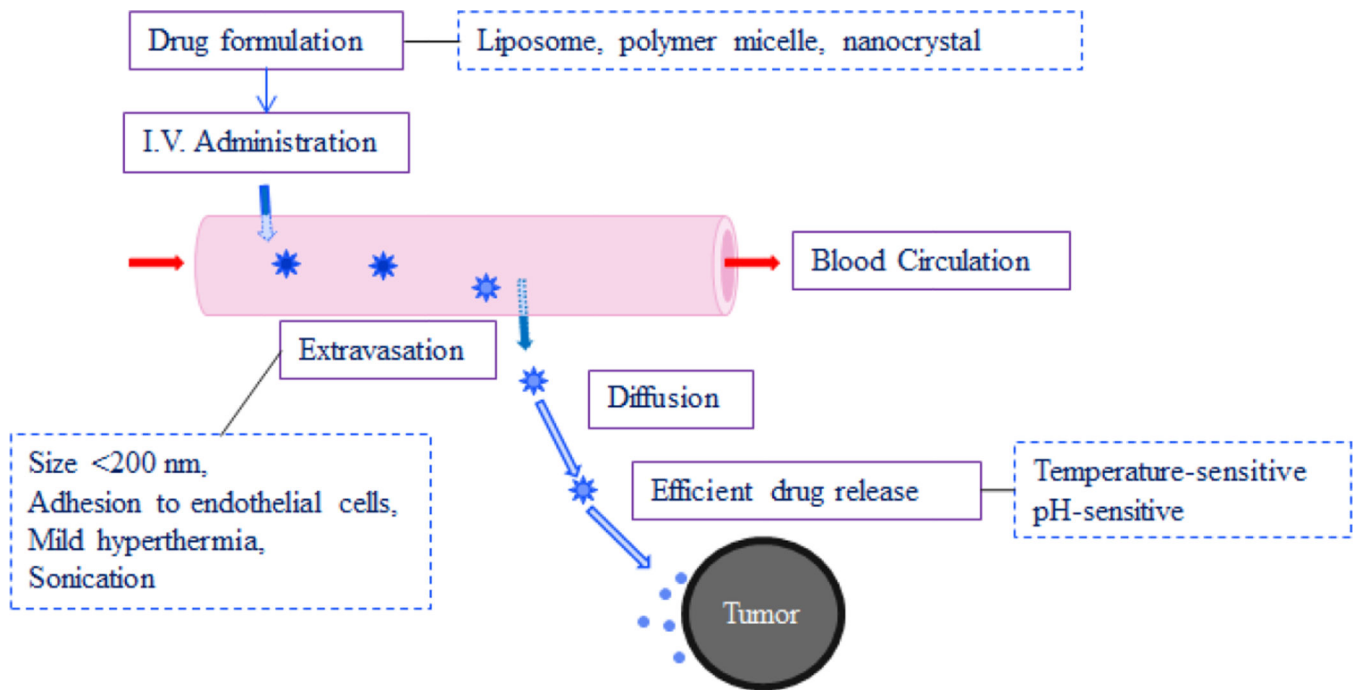 Drug formulation
Liposome, polymer micelle, nanocrystal
I.V. Administration
Blood Circulation
Extravasation
Diffusion
Size <200 nm,
Adhesion to endothelial cells,
Mild hyperthermia,
Sonication
Efficient drug release
Temperature-sensitive
pH-sensitive
Tumor